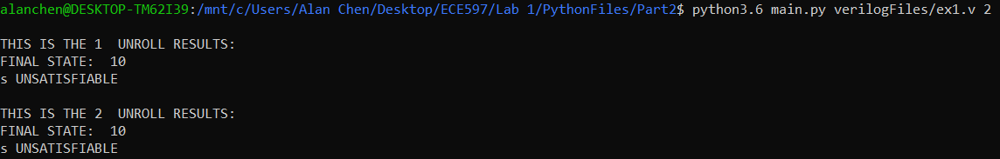 alanchen@DESKTOP-TM62I39:/mnt/c/Users/Alan Chen/Desktop/ECE597/Lab 1/PythonFiles/Part2$ python3.6 main.py verilogFiles/ex1.v 2
THIS IS THE 1  UNROLL RESULTS:
FINAL STATE:  10
s UNSATISFIABLE
THIS IS THE 2  UNROLL RESULTS:
FINAL STATE:  10
s UNSATISFIABLE